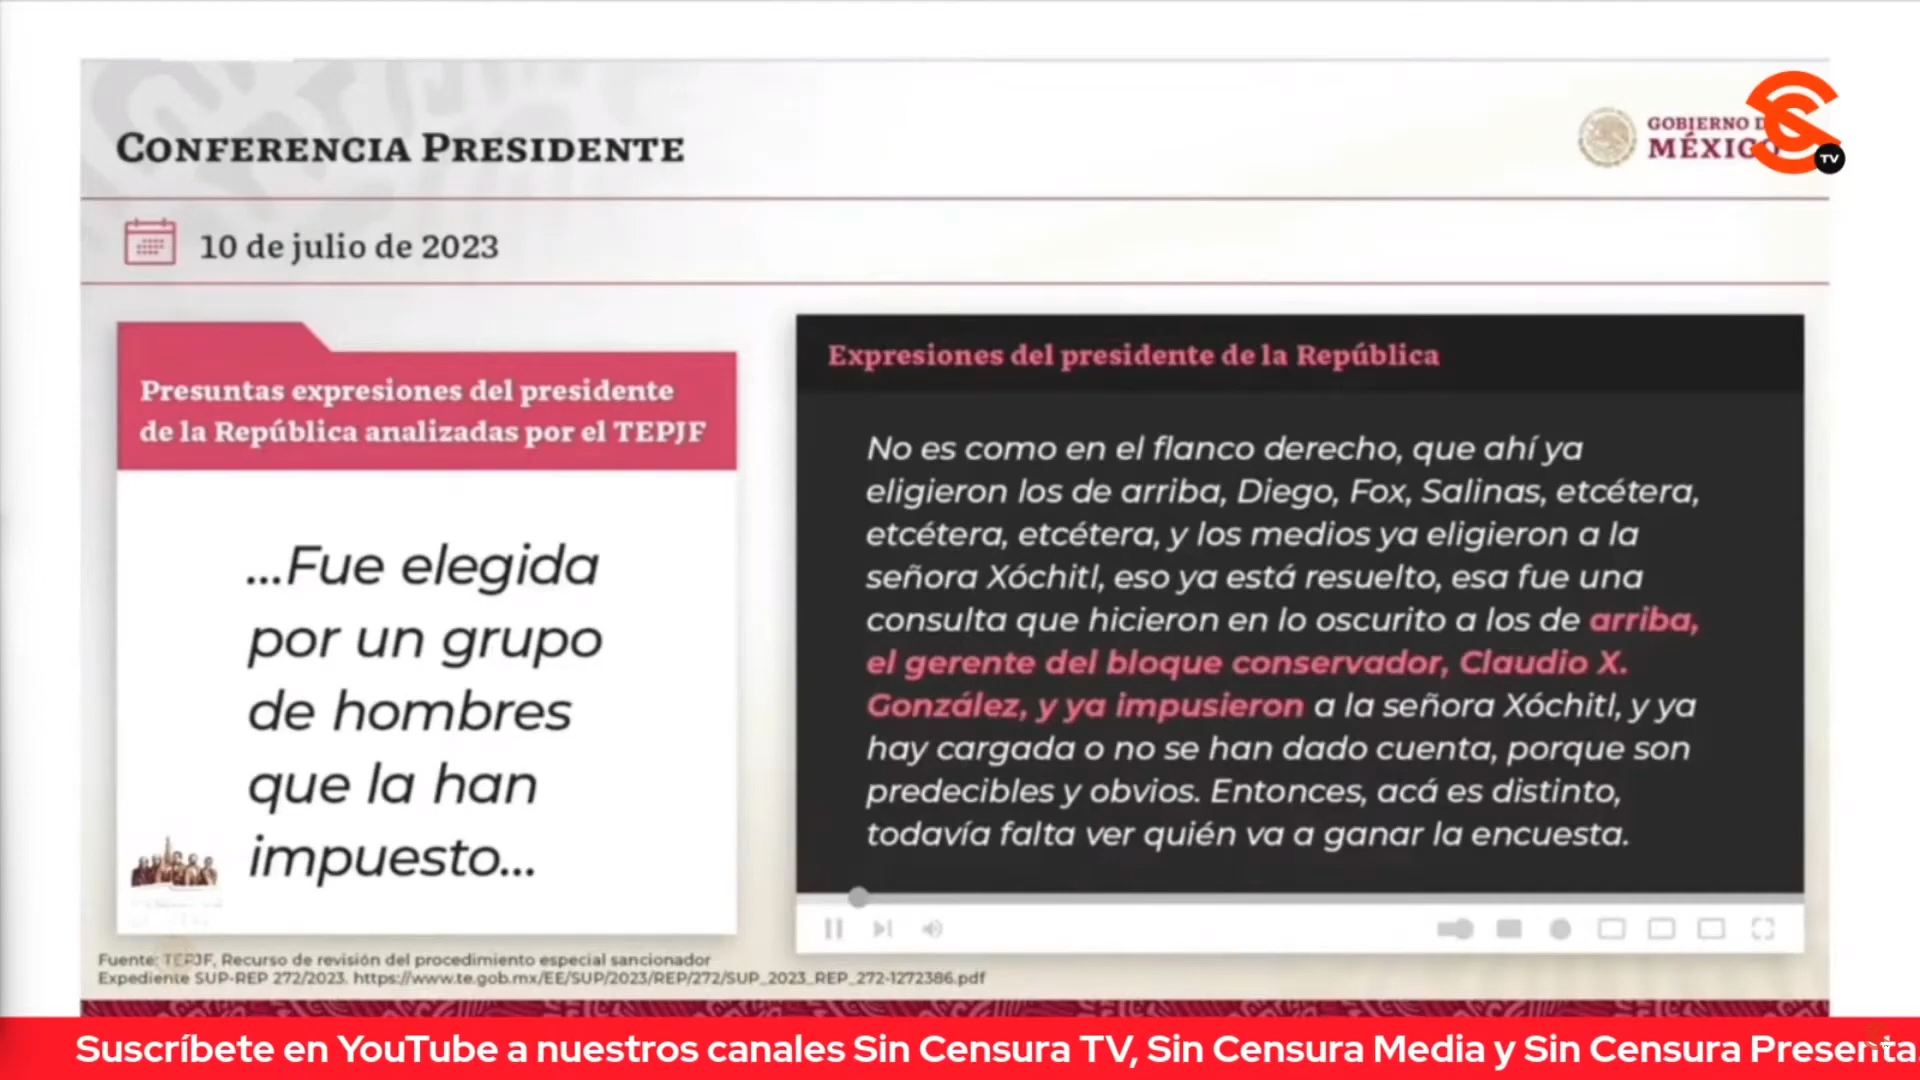 CONFERENCIA PRESIDENTE
GOBIERNO D
MÉXICO
TV
10 de julio de 2023
Presuntas expresiones del presidente
de la República analizadas por el TEPJF
...Fue elegida
por un grupo
de hombres
que la han
impuesto...
Expresiones del presidente de la República
No es como en el flanco derecho, que ahí ya
eligieron los de arriba, Diego, Fox, Salinas, etcétera,
etcétera, etcétera, y los medios ya eligieron a la
señora Xóchitl, eso ya está resuelto, esa fue una
consulta que hicieron en lo oscurito a los de arriba,
el gerente del bloque conservador, Claudio X.
González, y ya impusieron a la señora Xóchitl, y ya
hay cargada o no se han dado cuenta, porque son
predecibles y obvios. Entonces, acá es distinto,
todavía falta ver quién va a ganar la encuesta.
Fuente: TEPJF, Recurso de revisión del procedimiento especial sancionador
Expediente SUP-REP 272/2023. https://www.te.gob.mx/EE/SUP/2023/REP/272/SUP_2023_REP_272-1272386.pdf
Suscríbete en YouTube a nuestros canales Sin Censura TV, Sin Censura Media y Sin Censura Presenta